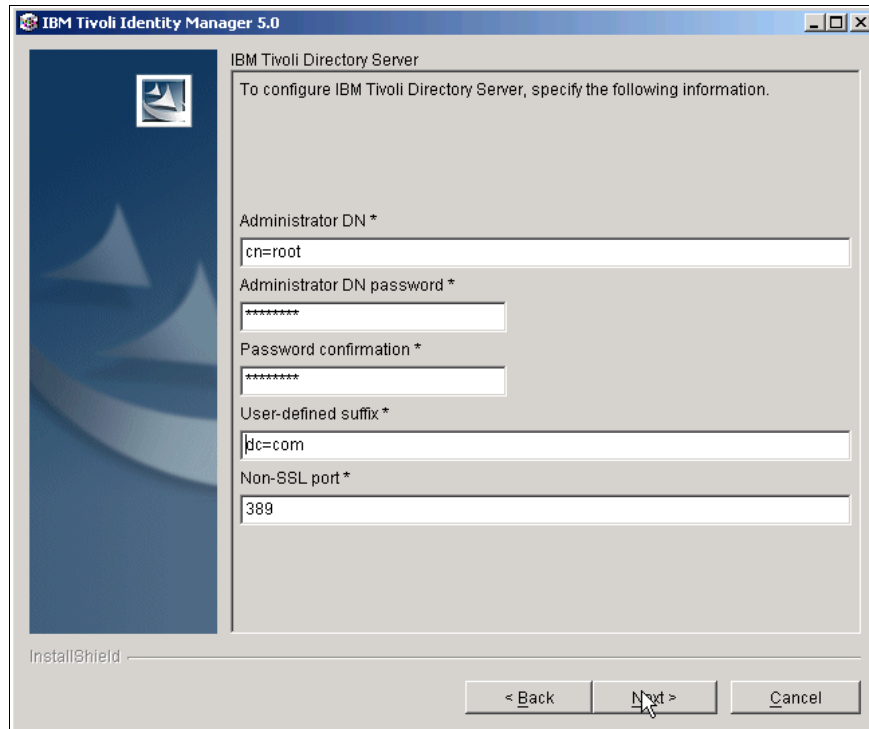 IBM Tivoli Identity Manager 5.0
IBM Tivoli Directory Server
To configure IBM Tivoli Directory Server, specify the following information.
Administrator DN *
cn=root
Administrator DN password *
********
Password confirmation *
********
User-defined suffix *
dc=com
Non-SSL port *
389
InstallShield
< Back Next > Cancel